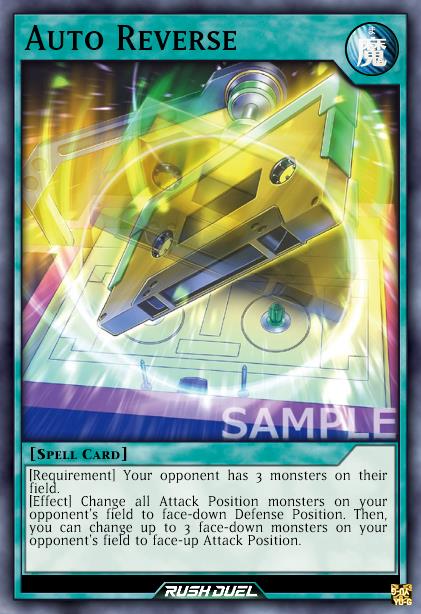 AUTO REVERSE
ま
魔
SAMPLE
[SPELL CARD]
[Requirement] Your opponent has 3 monsters on their
field.
[Effect] Change all Attack Position monsters on your
opponent's field to face-down Defense Position. Then,
you can change up to 3 face-down monsters on your
opponent's field to face-up Attack Position.
RUSH DUEL